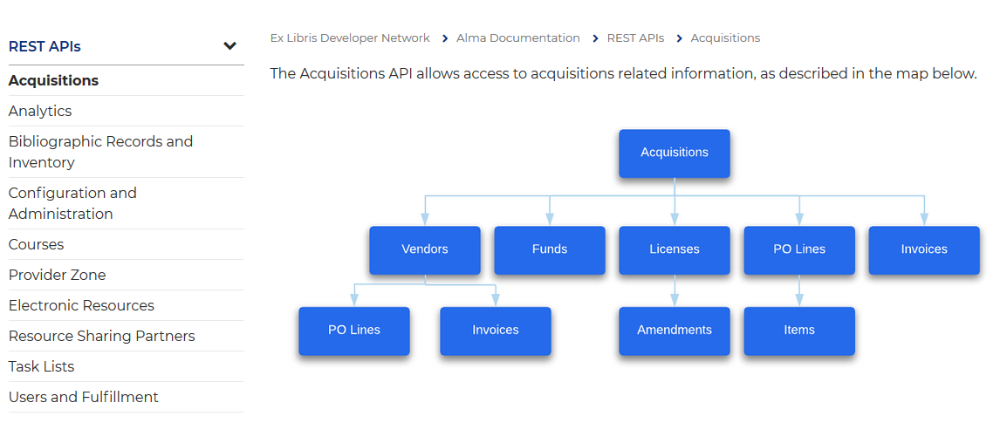 REST APIs
Acquisitions
Analytics
Bibliographic Records and
Inventory
Configuration and
Administration
Courses
Provider Zone
Electronic Resources
Resource Sharing Partners
Task Lists
Users and Fulfillment
Ex Libris Developer Network > Alma Documentation > REST APIs > Acquisitions
The Acquisitions API allows access to acquisitions related information, as described in the map below.
Acquisitions
Vendors Funds Licenses PO Lines Invoices
PO Lines Invoices Amendments Items